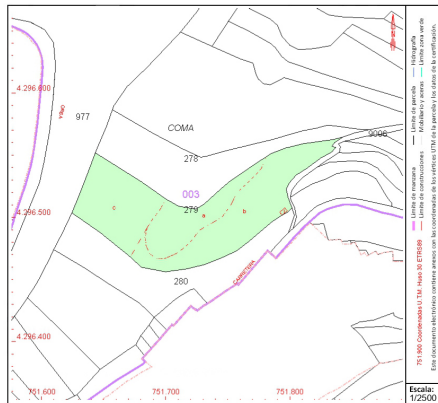 4.296.600
977
COMA
278
9006
003
279
c
a
b
4.296.500
280
CARRETERA
4.296.400
751.600
751.700
751.800
Límite de manzana
Límite de parcela
Hidrografía
Límite de construcciones
Mobiliario y aceras
Límite zona verde
751.800 Coordenadas U.T.M. Huso 30 ETRS89
Este documento electrónico contiene anexos con las coordenadas de los vértices UTM de la parcela y los datos de la certificación.
Escala:
1/2500